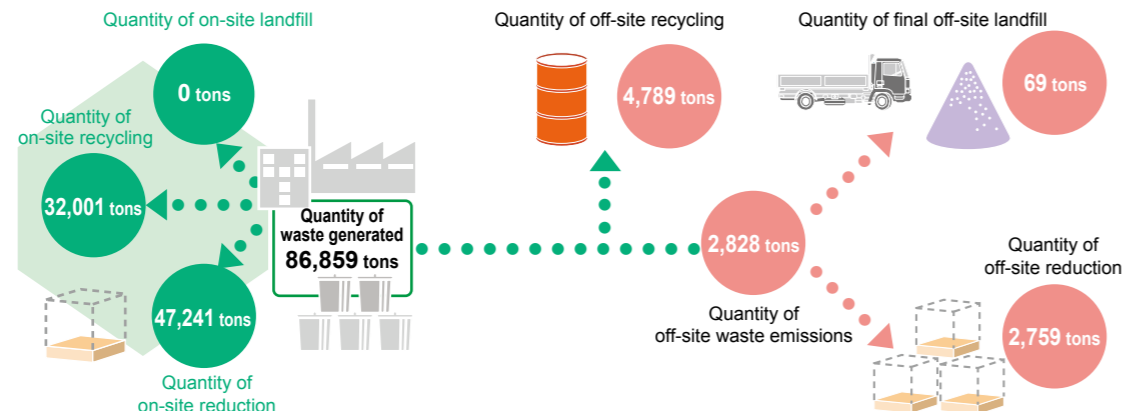 Quantity of on-site landfill
0 tons
Quantity of
on-site recycling
32,001 tons
47,241 tons
Quantity of
on-site reduction
Quantity of
waste generated
86,859 tons
Quantity of off-site recycling
4,789 tons
2,828 tons
Quantity of
off-site waste emissions
Quantity of final off-site landfill
69 tons
Quantity of
off-site reduction
2,759 tons